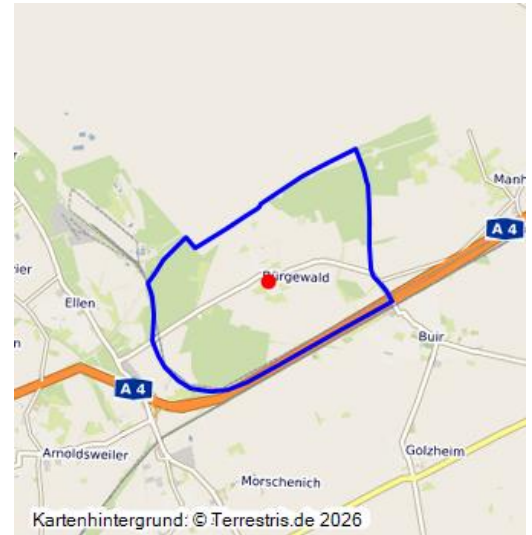 Manh
A 4
Bürgewald
Ellen
Buir
A 4
Golzheim
Arnoldsweiler
Morschenich
Kartenhintergrund: © Terrestris.de 2026